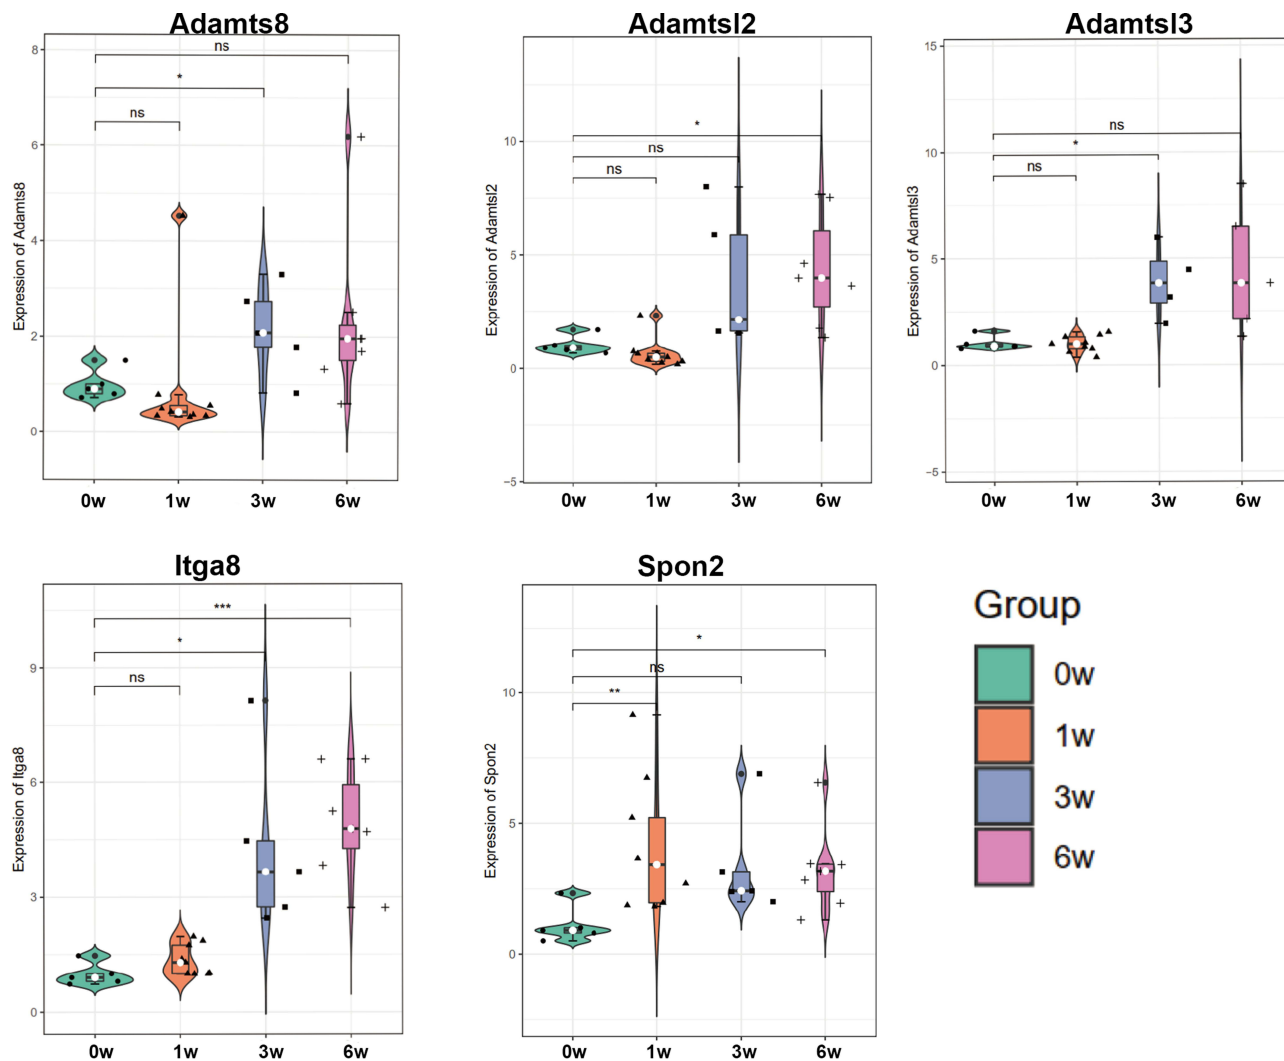 Adamts8
ns
*
ns
Expression of Adamts8
8
6
4
2
0
0w 1w 3w 6w
Adamtsl2
*
ns
ns
Expression of Adamtsl2
10
5
0
−5
0w 1w 3w 6w
Adamtsl3
ns
*
ns
Expression of Adamtsl3
15
10
5
0
−5
0w 1w 3w 6w
Itga8
***
*
ns
Expression of Itga8
9
6
3
0
0w 1w 3w 6w
Spon2
*
ns
**
Expression of Spon2
10
5
0
0w 1w 3w 6w
Group
0w
1w
3w
6w